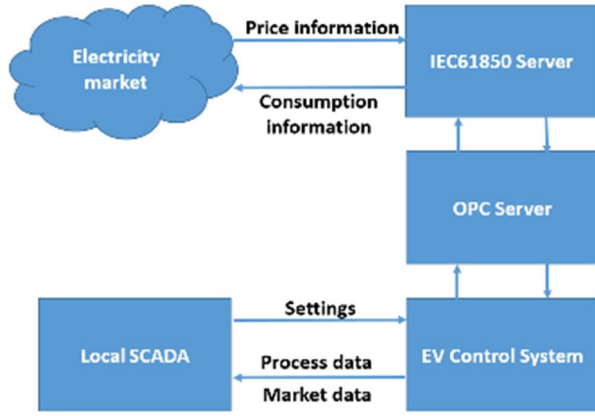 Price information
Electricity
market
IEC61850 Server
Consumption
information
OPC Server
Settings
Local SCADA
EV Control System
Process data
Market data